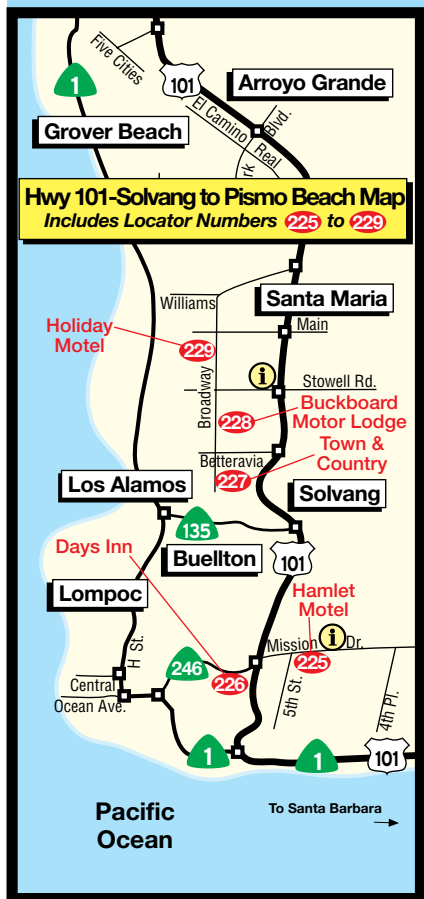 Five Cities
1
101
Arroyo Grande
El Camino Real
Blvd.
Grover Beach
rk
Hwy 101-Solvang to Pismo Beach Map
Includes Locator Numbers 225 to 229
Williams
Santa Maria
Main
Holiday
Motel
229
Broadway
i
Stowell Rd.
228
Buckboard
Motor Lodge
Town &
Country
Betteravia
227
Los Alamos
Solvang
135
Days Inn
Buellton
101
Lompoc
Hamlet
Motel
H St.
Mission Dr.
i
246
225
226
Central
Ocean Ave.
5th St.
4th Pl.
1
1
101
Pacific
Ocean
To Santa Barbara